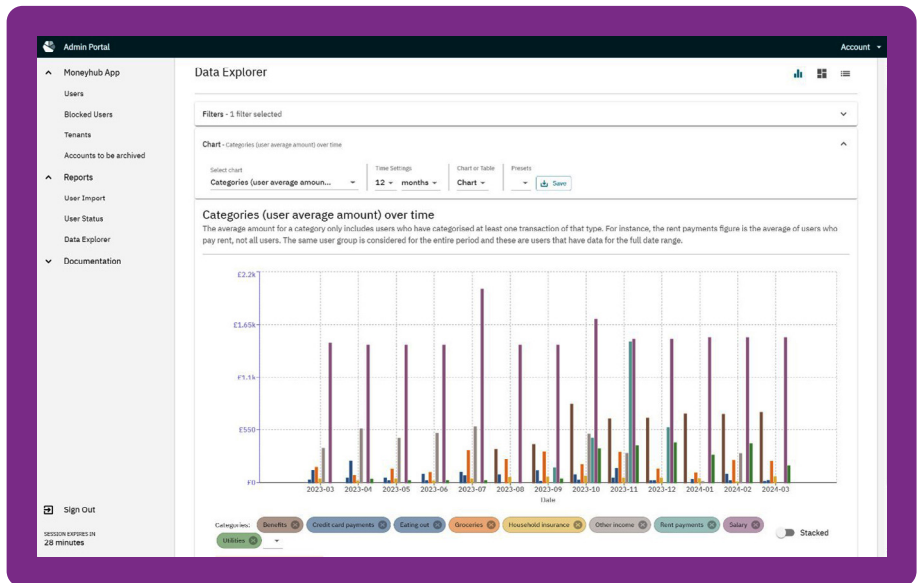 Admin Portal
Account
Moneyhub App
Users
Blocked Users
Tenants
Accounts to be archived
Reports
User Import
User Status
Data Explorer
Documentation
Sign Out
SESSION EXPIRES IN
28 minutes
Data Explorer
Filters - 1 filter selected
Chart - Categories (user average amount) over time
Select chart
Categories (user average amoun...
Time Settings
12 months
Chart or Table
Chart
Presets
Save
Categories (user average amount) over time
The average amount for a category only includes users who have categorised at least one transaction of that type. For instance, the rent payments figure is the average of users who
pay rent, not all users. The same user group is considered for the entire period and these are users that have data for the full date range.
£2.2k
£1.65k
£1.1k
£550
£0
2023-03 2023-04 2023-05 2023-06 2023-07 2023-08 2023-09 2023-10 2023-11 2023-12 2024-01 2024-02 2024-03
Date
Categories: Benefits Credit card payments Eating out Groceries Household insurance Other income Rent payments Salary
Utilities
Stacked